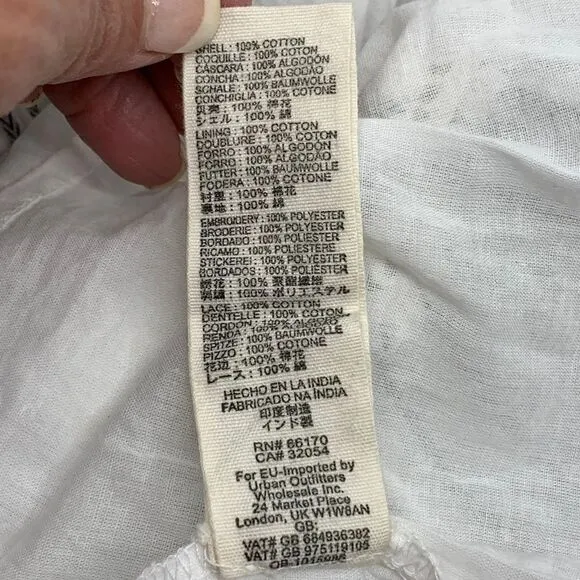 SHELL : 100% COTTON
COQUILLE : 100% COTON
CÁSCARA : 100% ALGODÓN
CONCHA : 100% ALGODÃO
SCHALE : 100% BAUMWOLLE
CONCHIGLIA : 100% COTONE
贝壳 : 100% 棉花
シェル : 100% 綿
LINING : 100% COTTON
DOUBLURE : 100% COTON
FORRO : 100% ALGODÓN
FORRO : 100% ALGODÃO
FUTTER : 100% BAUMWOLLE
FODERA : 100% COTONE
衬里 : 100% 棉花
裏地 : 100% 綿
EMBROIDERY : 100% POLYESTER
BRODERIE : 100% POLYESTER
BORDADO : 100% POLIÉSTER
RICAMO : 100% POLIESTERE
STICKEREI : 100% POLYESTER
BORDADOS : 100% POLIÉSTER
绣花 : 100% 聚酯纤维
刺繍 : 100% ポリエステル
LACE : 100% COTTON
DENTELLE : 100% COTON
CORDÓN : 100%
RENDA : 100%
SPITZE : 100% BAUMWOLLE
PIZZO : 100% COTONE
花边 : 100% 棉花
レース : 100% 綿
HECHO EN LA INDIA
FABRICADO NA ÍNDIA
印度制造
インド製
RN# 66170
CA# 32054
For EU-Imported by
Urban Outfitters
Wholesale Inc.
24 Market Place
London, UK W1W8AN
GB:
VAT# GB 684936382
VAT# GB 975119105